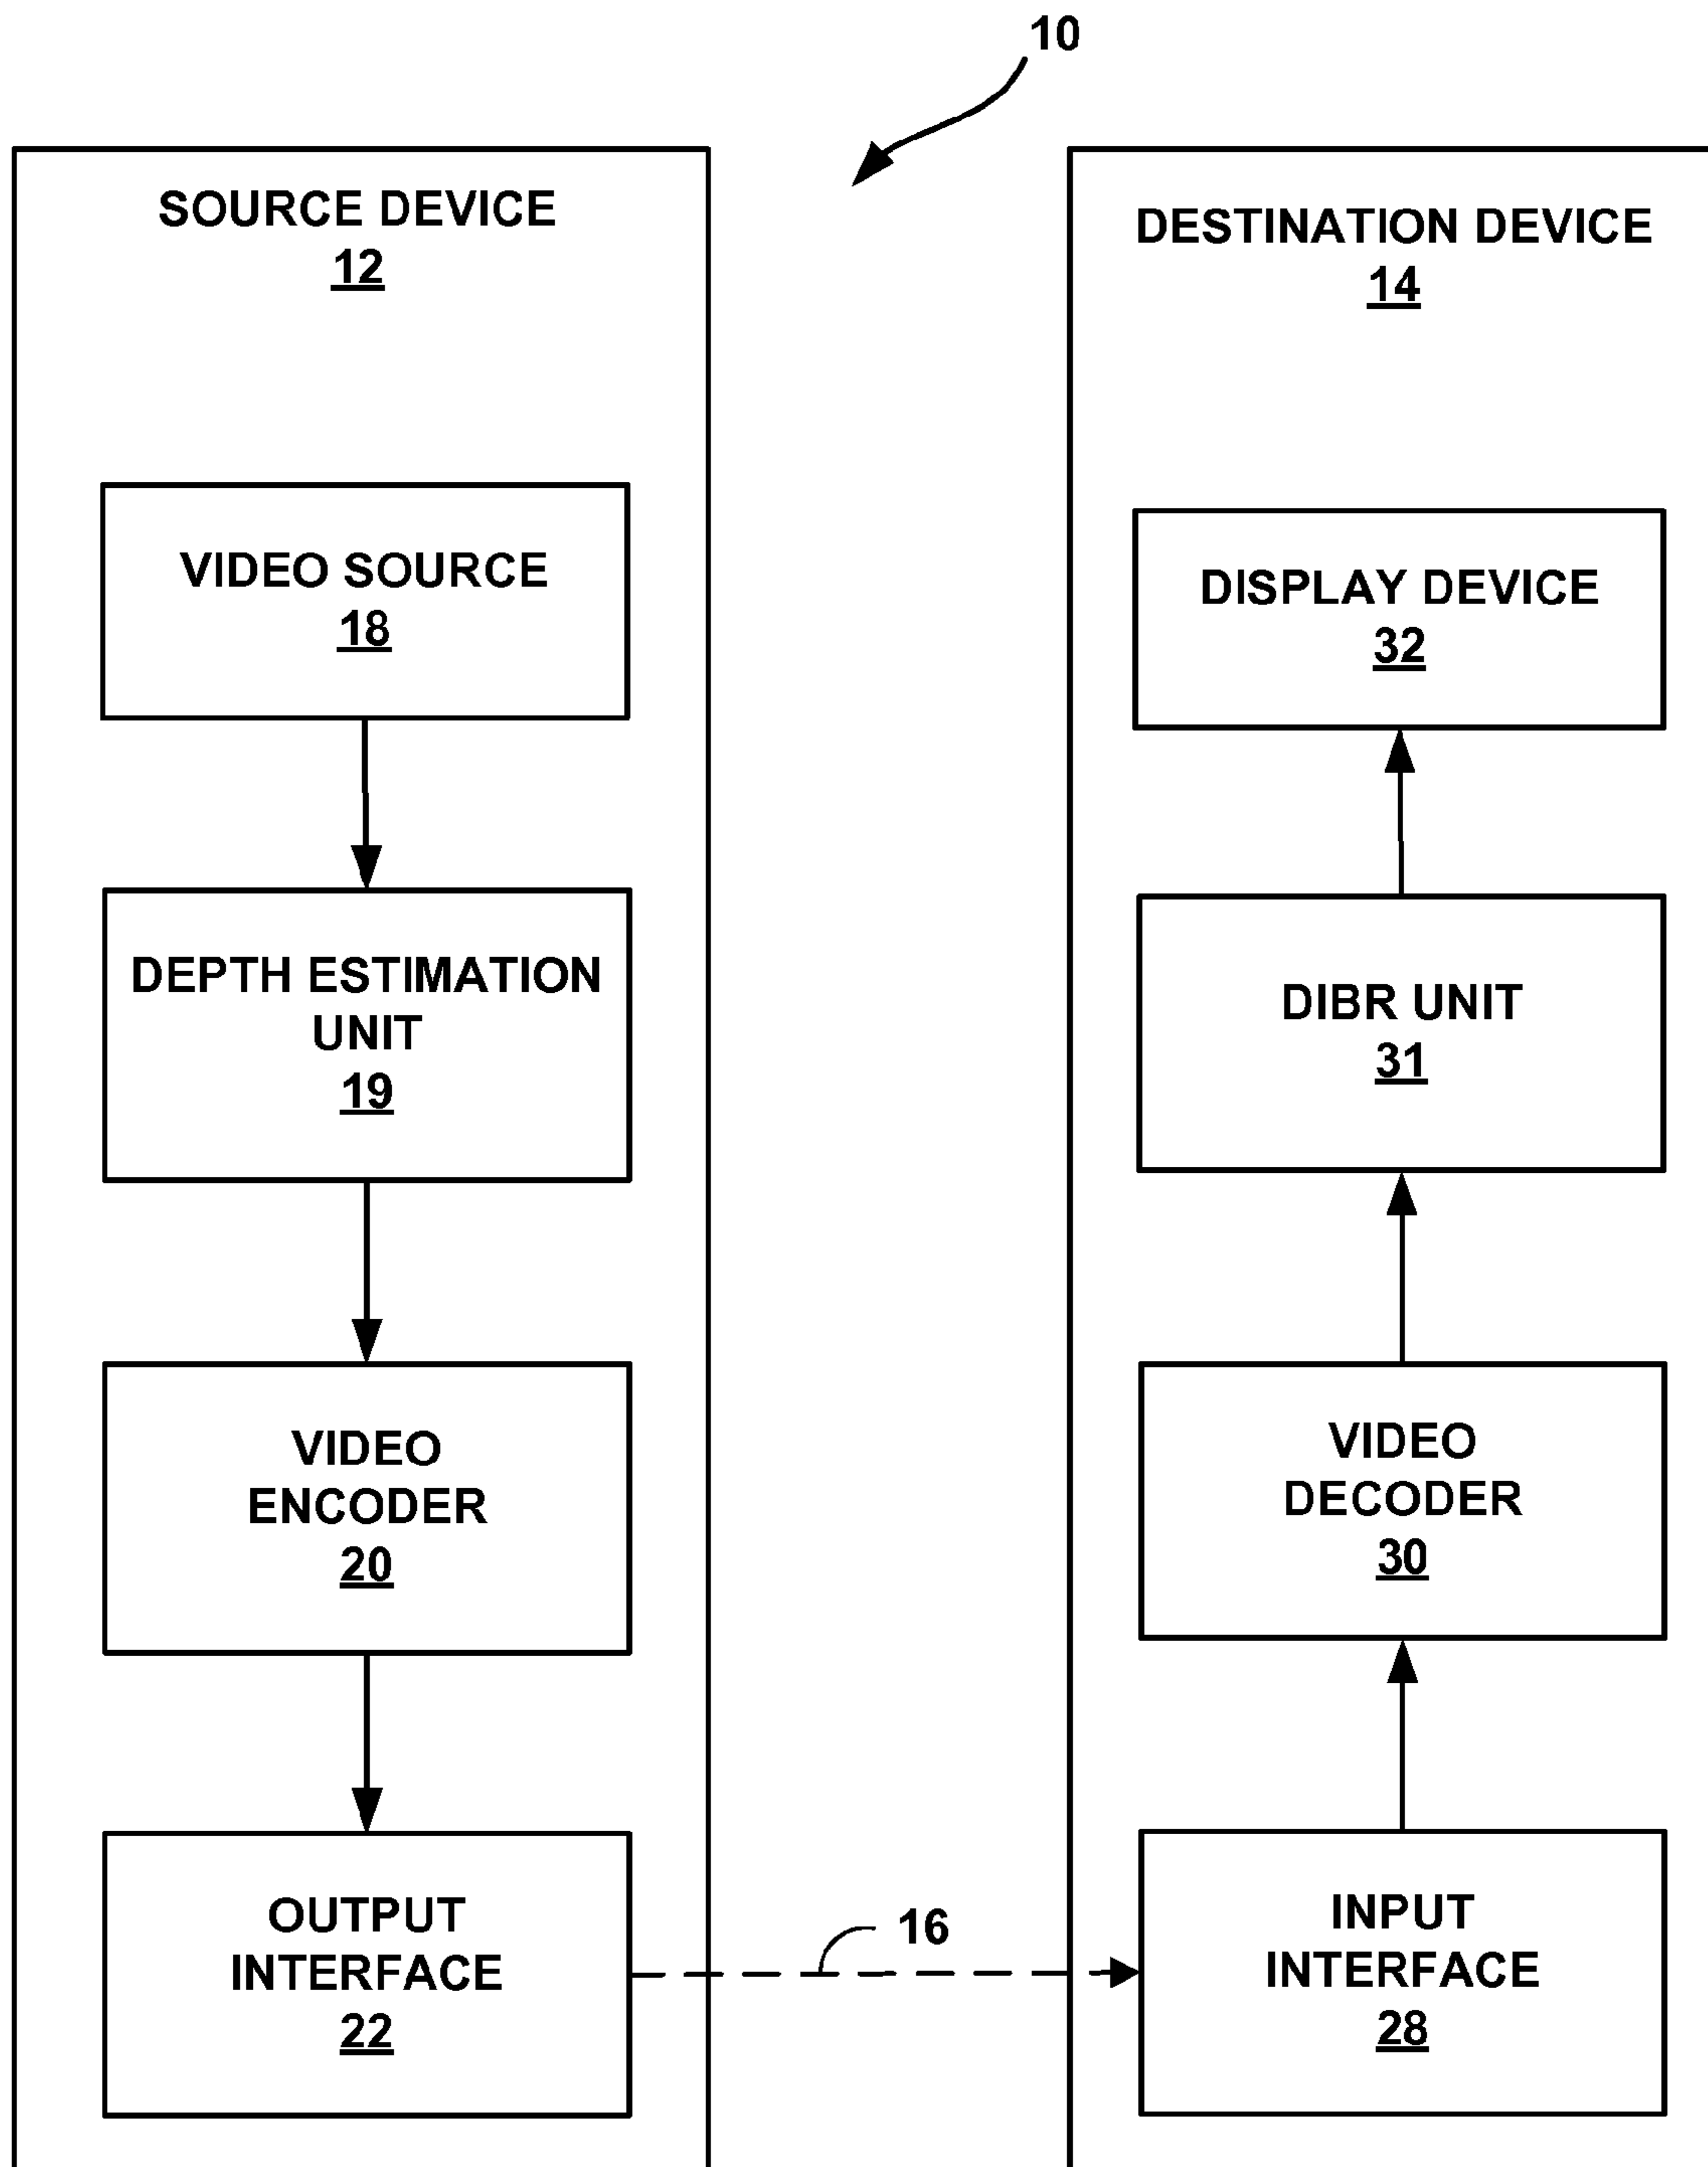 10
SOURCE DEVICE
12
VIDEO SOURCE
18
DEPTH ESTIMATION
UNIT
19
VIDEO
ENCODER
20
OUTPUT
INTERFACE
22
16
DESTINATION DEVICE
14
DISPLAY DEVICE
32
DIBR UNIT
31
VIDEO
DECODER
30
INPUT
INTERFACE
28